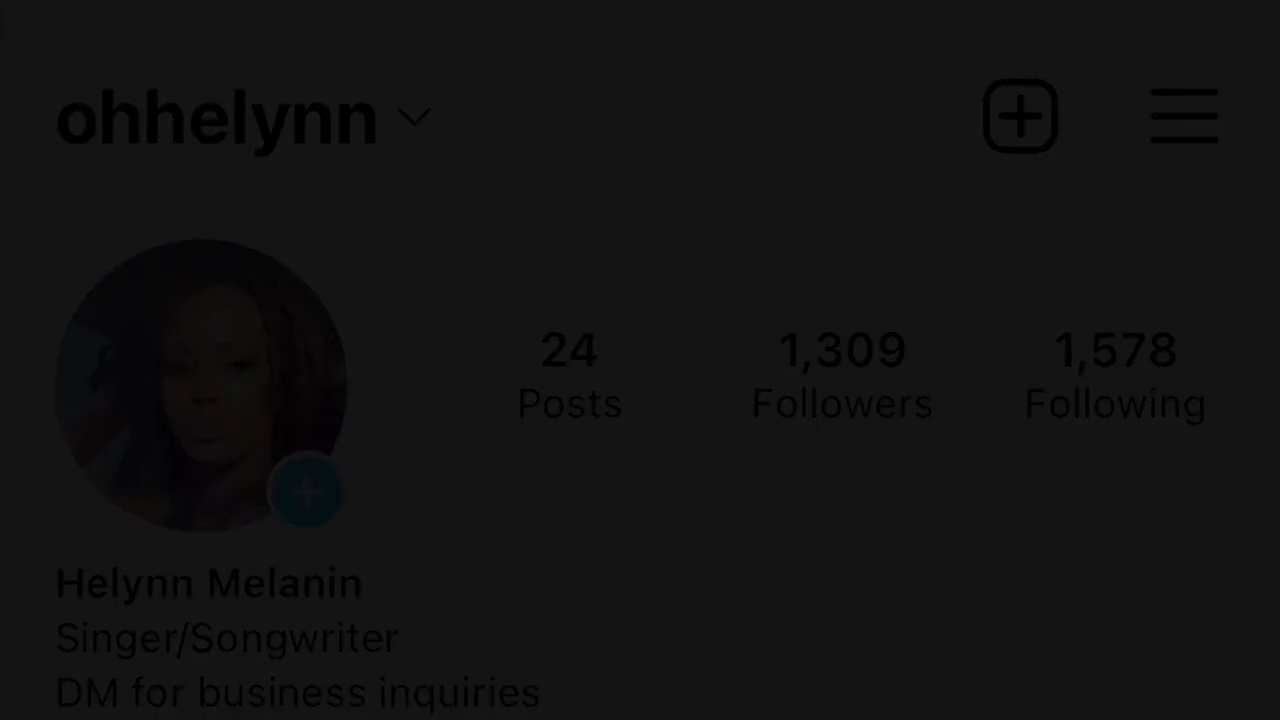 ohhelynn
24 1,309 1,578
Posts Followers Following
Helynn Melanin
Singer/Songwriter
DM for business inquiries